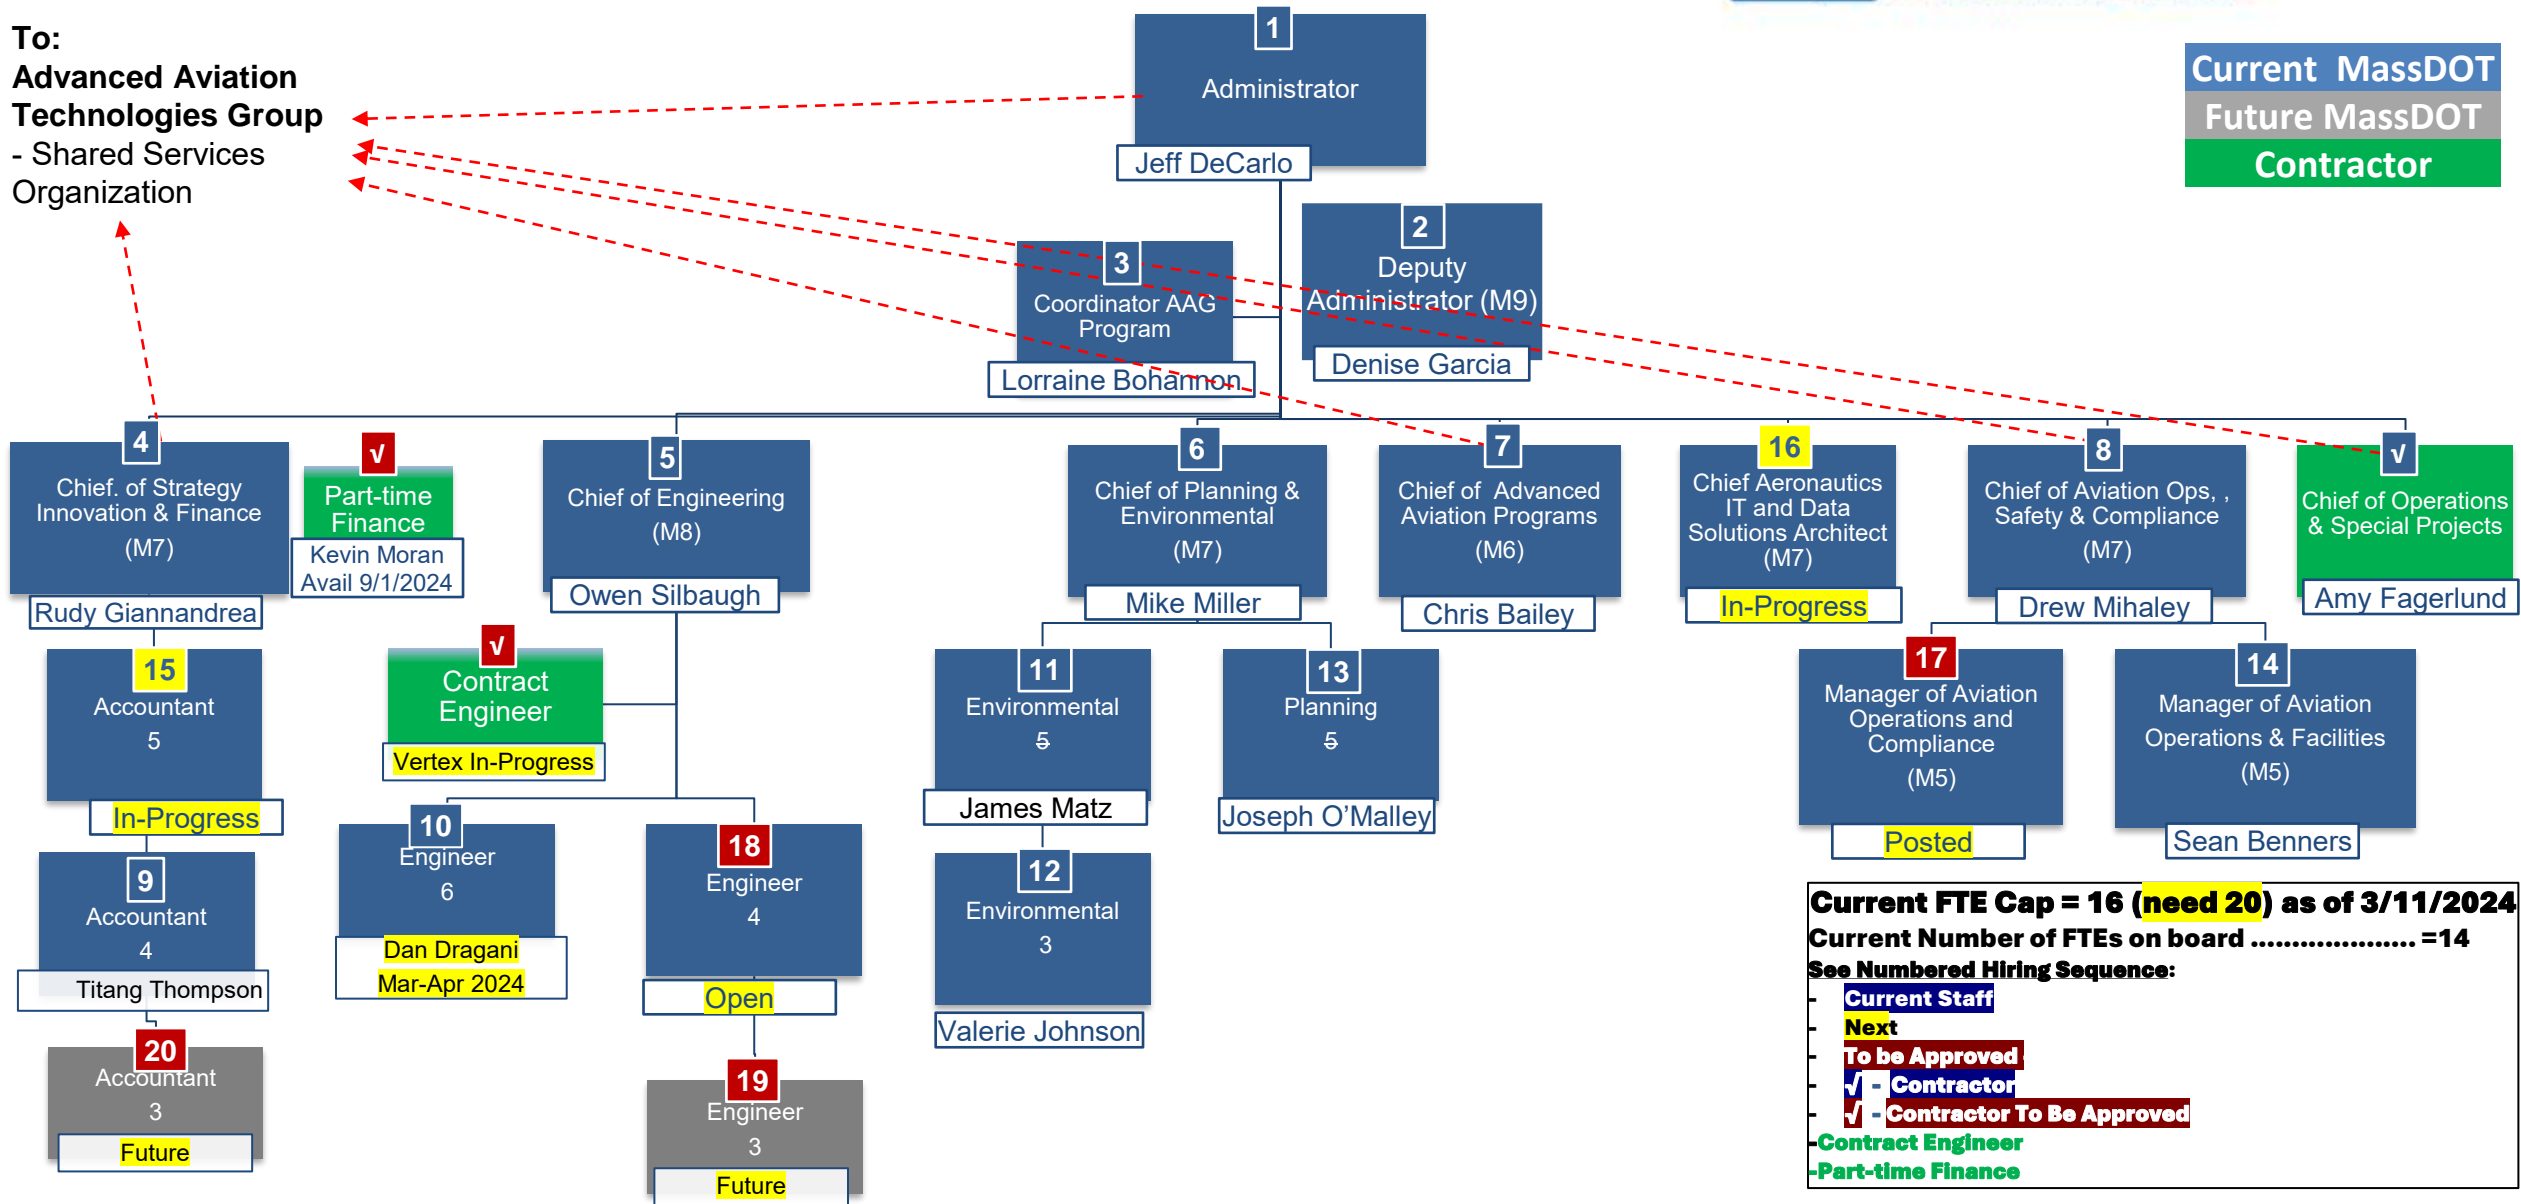 To:
Advanced Aviation
Technologies Group
- Shared Services
Organization
1
Administrator
Jeff DeCarlo
Current MassDOT
Future MassDOT
Contractor
2
Deputy
Administrator (M9)
Denise Garcia
3
Coordinator AAG
Program
Lorraine Bohannon
4
Chief. of Strategy
Innovation & Finance
(M7)
Rudy Giannandrea
√
Part-time
Finance
Kevin Moran
Avail 9/1/2024
5
Chief of Engineering
(M8)
Owen Silbaugh
6
Chief of Planning &
Environmental
(M7)
Mike Miller
7
Chief of Advanced
Aviation Programs
(M6)
Chris Bailey
16
Chief Aeronautics
IT and Data
Solutions Architect
(M7)
In-Progress
8
Chief of Aviation Ops, ,
Safety & Compliance
(M7)
Drew Mihaley
√
Chief of Operations
& Special Projects
Amy Fagerlund
15
Accountant
5
In-Progress
√
Contract
Engineer
Vertex In-Progress
11
Environmental
5
James Matz
13
Planning
5
Joseph O’Malley
17
Manager of Aviation
Operations and
Compliance
(M5)
Posted
14
Manager of Aviation
Operations & Facilities
(M5)
Sean Benners
9
Accountant
4
Titang Thompson
10
Engineer
6
Dan Dragani
Mar-Apr 2024
18
Engineer
4
Open
12
Environmental
3
Valerie Johnson
20
Accountant
3
Future
19
Engineer
3
Future
Current FTE Cap = 16 (need 20) as of 3/11/2024
Current Number of FTEs on board .................... =14
See Numbered Hiring Sequence:
- Current Staff
- Next
- To be Approved -
- √ - Contractor
- √ - Contractor To Be Approved
-Contract Engineer
-Part-time Finance